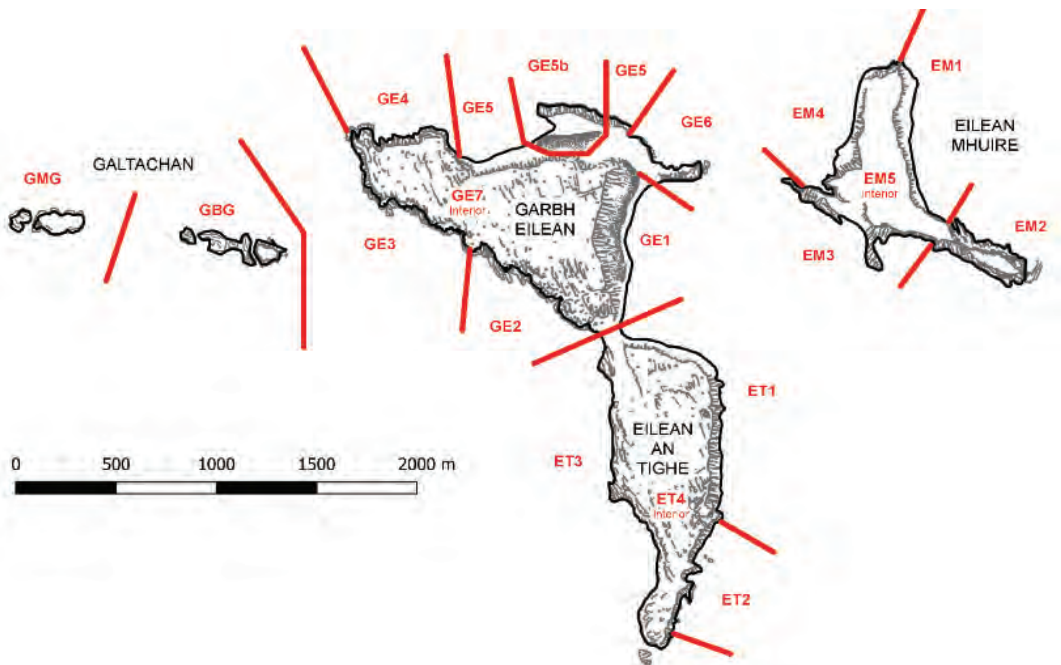 GE5b
GE5
EM1
GE4
GE5
GE6
EM4
EILEAN
MHUIRE
GALTACHAN
EM5
Interior
GE7
Interior
GARBH
EILEAN
GMG
GBG
GE3
GE1
EM2
EM3
GE2
ET1
EILEAN
AN
TIGHE
ET3
0 500 1000 1500 2000 m
ET4
Interior
ET2